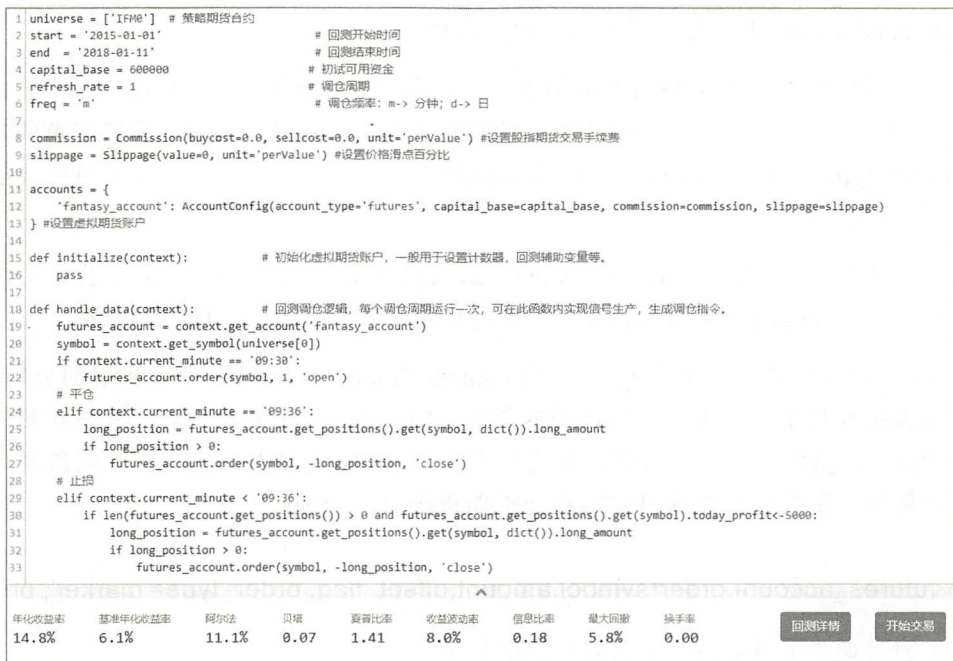 1 universe = ['IFM0'] # 策略期货合约
2 start = '2015-01-01' # 回测开始时间
3 end = '2018-01-11' # 回测结束时间
4 capital_base = 600000 # 初试可用资金
5 refresh_rate = 1 # 调仓周期
6 freq = 'm' # 调仓频率：m-> 分钟；d-> 日
7
8 commission = Commission(buycost=0.0, sellcost=0.0, unit='perValue') #设置股指期货交易手续费
9 slippage = Slippage(value=0, unit='perValue') #设置价格滑点百分比
10
11 accounts = {
12 'fantasy_account': AccountConfig(account_type='futures', capital_base=capital_base, commission=commission, slippage=slippage)
13 } #设置虚拟期货账户
14
15 def initialize(context): # 初始化虚拟期货账户，一般用于设置计数器，回测辅助变量等。
16 pass
17
18 def handle_data(context): # 回测调仓逻辑，每个调仓周期运行一次，可在此函数内实现信号生产，生成调仓指令。
19 futures_account = context.get_account('fantasy_account')
20 symbol = context.get_symbol(universe[0])
21 if context.current_minute == '09:30':
22 futures_account.order(symbol, 1, 'open')
23 # 平仓
24 elif context.current_minute == '09:36':
25 long_position = futures_account.get_positions().get(symbol, dict()).long_amount
26 if long_position > 0:
27 futures_account.order(symbol, -long_position, 'close')
28 # 止损
29 elif context.current_minute < '09:36':
30 if len(futures_account.get_positions()) > 0 and futures_account.get_positions().get(symbol).today_profit<-5000:
31 long_position = futures_account.get_positions().get(symbol, dict()).long_amount
32 if long_position > 0:
33 futures_account.order(symbol, -long_position, 'close')
年化收益率 基准年化收益率 阿尔法 贝塔 夏普比率 收益波动率 信息比率 最大回撤 换手率
14.8% 6.1% 11.1% 0.07 1.41 8.0% 0.18 5.8% 0.00
回测详情 开始交易